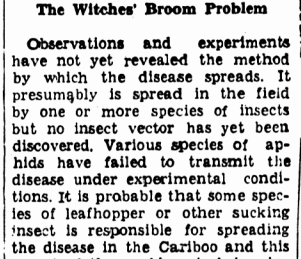 The Witches' Broom Problem
Observations and experiments
have not yet revealed the method
by which the disease spreads. It
presumably is spread in the field
by one or more species of insects
but no insect vector has yet been
discovered. Various species of ap-
hids have failed to transmit the
disease under experimental condi-
tions. It is probable that some spec-
ies of leafhopper or other sucking
insect is responsible for spreading
the disease in the Cariboo and this